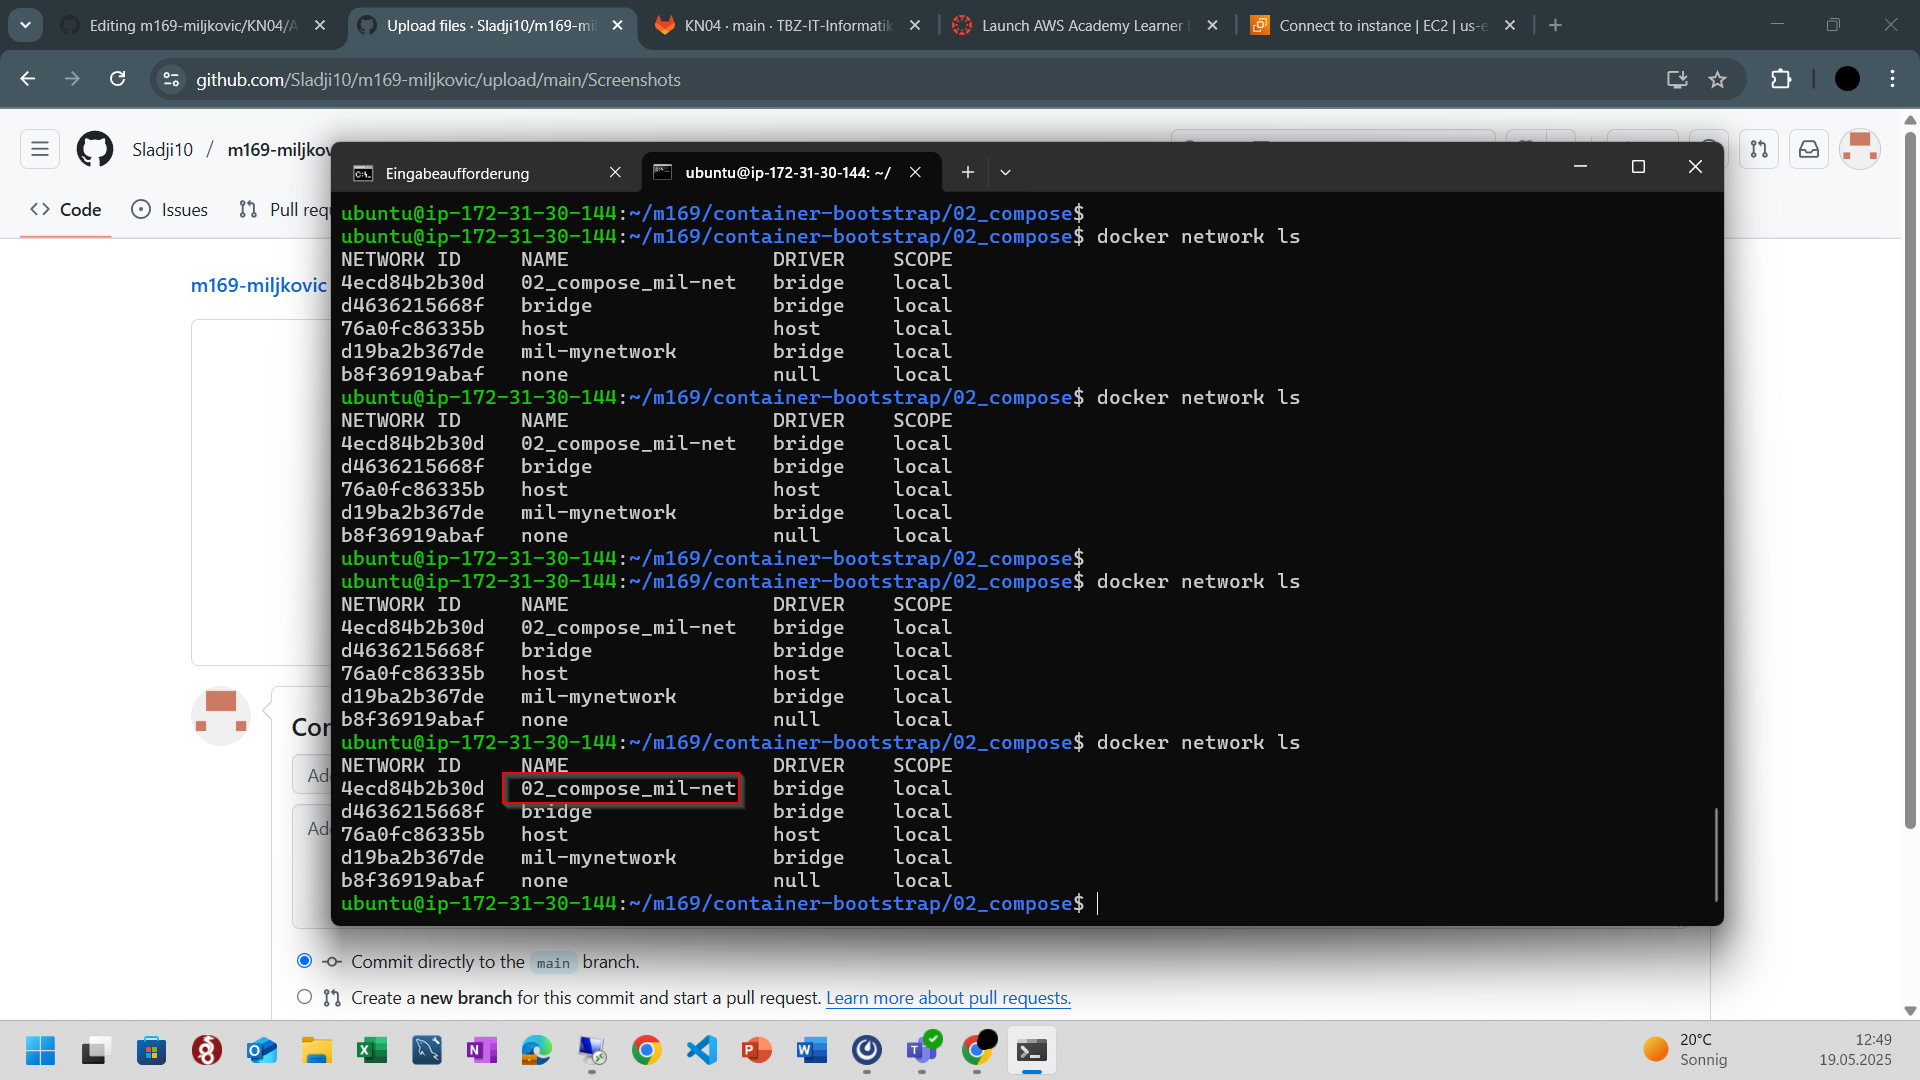 Editing m169-miljkovic/KN04/A
Upload files · Sladji10/m169-mil
KN04 · main · TBZ-IT-Informatik
Launch AWS Academy Learner L
Connect to instance | EC2 | us-e
github.com/Sladji10/m169-miljkovic/upload/main/Screenshots
Sladji10 / m169-miljkov
Code
Issues
Pull requ
m169-miljkovic
Eingabeaufforderung
ubuntu@ip-172-31-30-144: ~/
ubuntu@ip-172-31-30-144:~/m169/container-bootstrap/02_compose$
ubuntu@ip-172-31-30-144:~/m169/container-bootstrap/02_compose$ docker network ls
NETWORK ID     NAME                 DRIVER    SCOPE
4ecd84b2b30d   02_compose_mil-net   bridge    local
d4636215668f   bridge               bridge    local
76a0fc86335b   host                 host      local
d19ba2b367de   mil-mynetwork        bridge    local
b8f36919abaf   none                 null      local
ubuntu@ip-172-31-30-144:~/m169/container-bootstrap/02_compose$ docker network ls
NETWORK ID     NAME                 DRIVER    SCOPE
4ecd84b2b30d   02_compose_mil-net   bridge    local
d4636215668f   bridge               bridge    local
76a0fc86335b   host                 host      local
d19ba2b367de   mil-mynetwork        bridge    local
b8f36919abaf   none                 null      local
ubuntu@ip-172-31-30-144:~/m169/container-bootstrap/02_compose$
ubuntu@ip-172-31-30-144:~/m169/container-bootstrap/02_compose$ docker network ls
NETWORK ID     NAME                 DRIVER    SCOPE
4ecd84b2b30d   02_compose_mil-net   bridge    local
d4636215668f   bridge               bridge    local
76a0fc86335b   host                 host      local
d19ba2b367de   mil-mynetwork        bridge    local
b8f36919abaf   none                 null      local
ubuntu@ip-172-31-30-144:~/m169/container-bootstrap/02_compose$ docker network ls
NETWORK ID     NAME                 DRIVER    SCOPE
4ecd84b2b30d   02_compose_mil-net   bridge    local
d4636215668f   bridge               bridge    local
76a0fc86335b   host                 host      local
d19ba2b367de   mil-mynetwork        bridge    local
b8f36919abaf   none                 null      local
ubuntu@ip-172-31-30-144:~/m169/container-bootstrap/02_compose$
Cor
Add
Add
Commit directly to the main branch.
Create a new branch for this commit and start a pull request. Learn more about pull requests.
20°C
Sonnig
12:49
19.05.2025